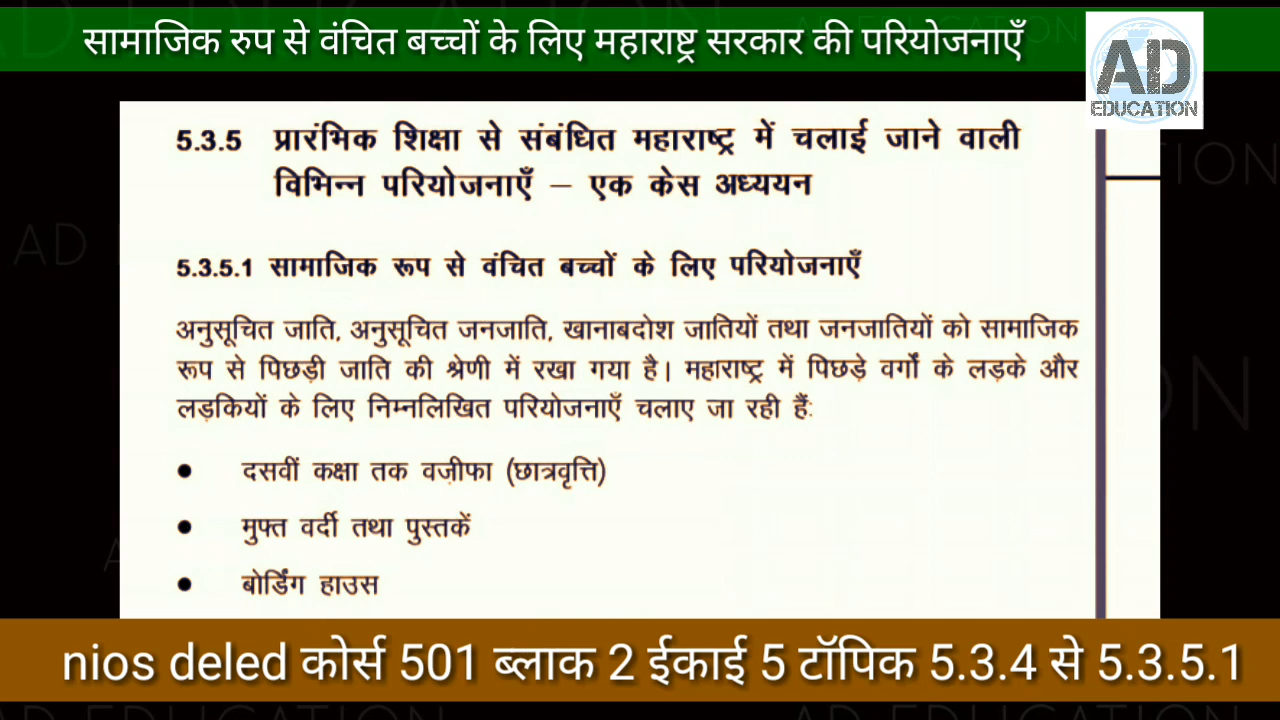 सामाजिक रुप से वंचित बच्चों के लिए महाराष्ट्र सरकार की परियोजनाएँ
AD
EDUCATION
5.3.5 प्रारंभिक शिक्षा से संबंधित महाराष्ट्र में चलाई जाने वाली
विभिन्न परियोजनाएँ – एक केस अध्ययन
5.3.5.1 सामाजिक रूप से वंचित बच्चों के लिए परियोजनाएँ
अनुसूचित जाति, अनुसूचित जनजाति, खानाबदोश जातियों तथा जनजातियों को सामाजिक
रूप से पिछड़ी जाति की श्रेणी में रखा गया है। महाराष्ट्र में पिछड़े वर्गों के लड़के और
लड़कियों के लिए निम्नलिखित परियोजनाएँ चलाए जा रही हैं:
● दसवीं कक्षा तक वज़ीफा (छात्रवृत्ति)
● मुफ्त वर्दी तथा पुस्तकें
● बोर्डिंग हाउस
nios deled कोर्स 501 ब्लाक 2 ईकाई 5 टॉपिक 5.3.4 से 5.3.5.1